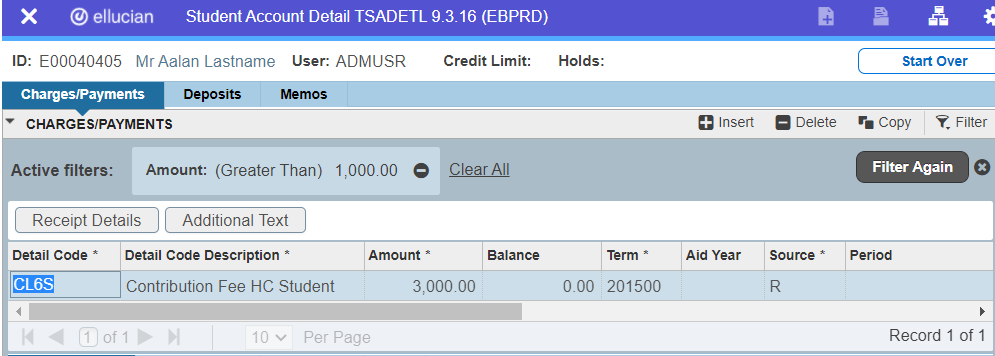 ellucian Student Account Detail TSADETL 9.3.16 (EBPRD)
ID: E00040405 Mr Aalan Lastname User: ADMUSR Credit Limit: Holds: Start Over
Charges/Payments Deposits Memos
CHARGES/PAYMENTS Insert Delete Copy Filter
Active filters: Amount: (Greater Than) 1,000.00 Clear All Filter Again
Receipt Details Additional Text
Detail Code * Detail Code Description * Amount * Balance Term * Aid Year Source * Period
CL6S Contribution Fee HC Student 3,000.00 0.00 201500 R
1 of 1 10 Per Page Record 1 of 1